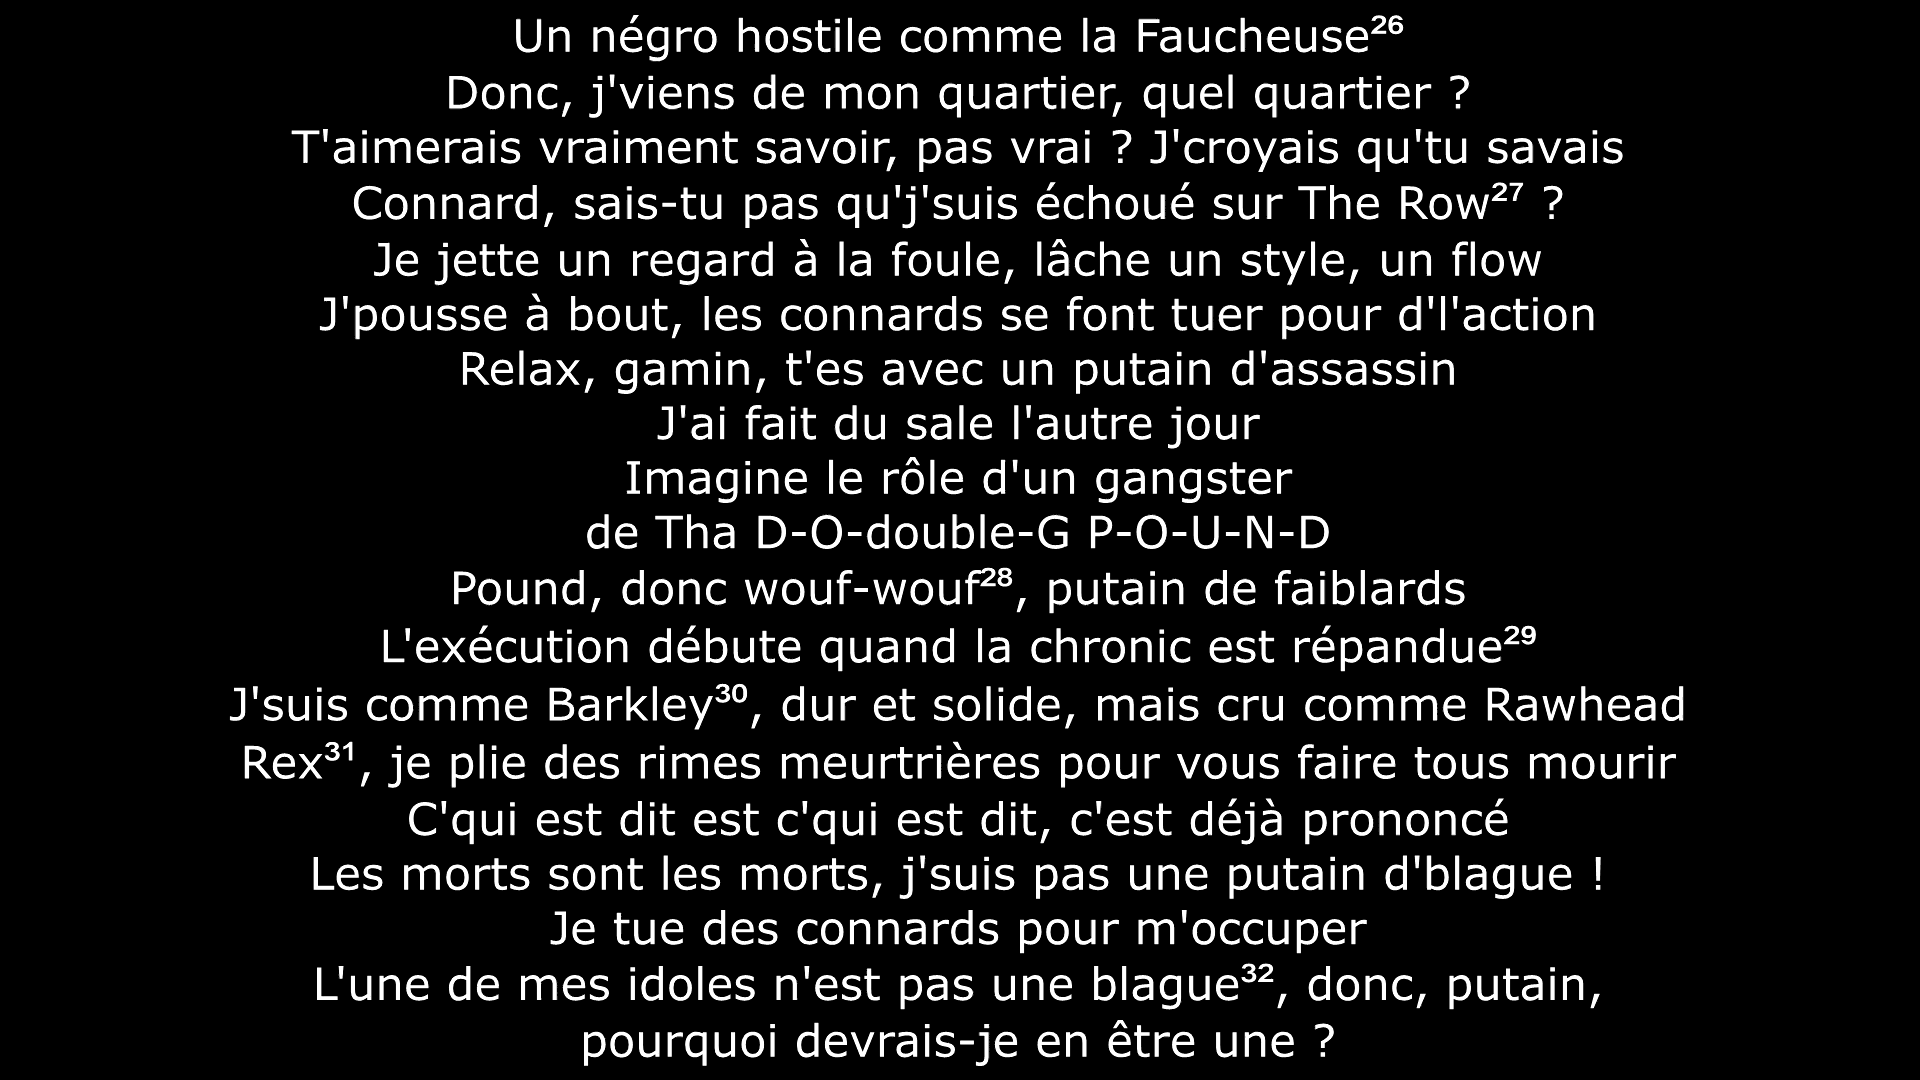 Un négro hostile comme la Faucheuse²⁶
Donc, j'viens de mon quartier, quel quartier ?
T'aimerais vraiment savoir, pas vrai ? J'croyais qu'tu savais
Connard, sais-tu pas qu'j'suis échoué sur The Row²⁷ ?
Je jette un regard à la foule, lâche un style, un flow
J'pousse à bout, les connards se font tuer pour d'l'action
Relax, gamin, t'es avec un putain d'assassin
J'ai fait du sale l'autre jour
Imagine le rôle d'un gangster
de Tha D-O-double-G P-O-U-N-D
Pound, donc wouf-wouf²⁸, putain de faiblards
L'exécution débute quand la chronic est répandue²⁹
J'suis comme Barkley³⁰, dur et solide, mais cru comme Rawhead
Rex³¹, je plie des rimes meurtrières pour vous faire tous mourir
C'qui est dit est c'qui est dit, c'est déjà prononcé
Les morts sont les morts, j'suis pas une putain d'blague !
Je tue des connards pour m'occuper
L'une de mes idoles n'est pas une blague³², donc, putain,
pourquoi devrais-je en être une ?